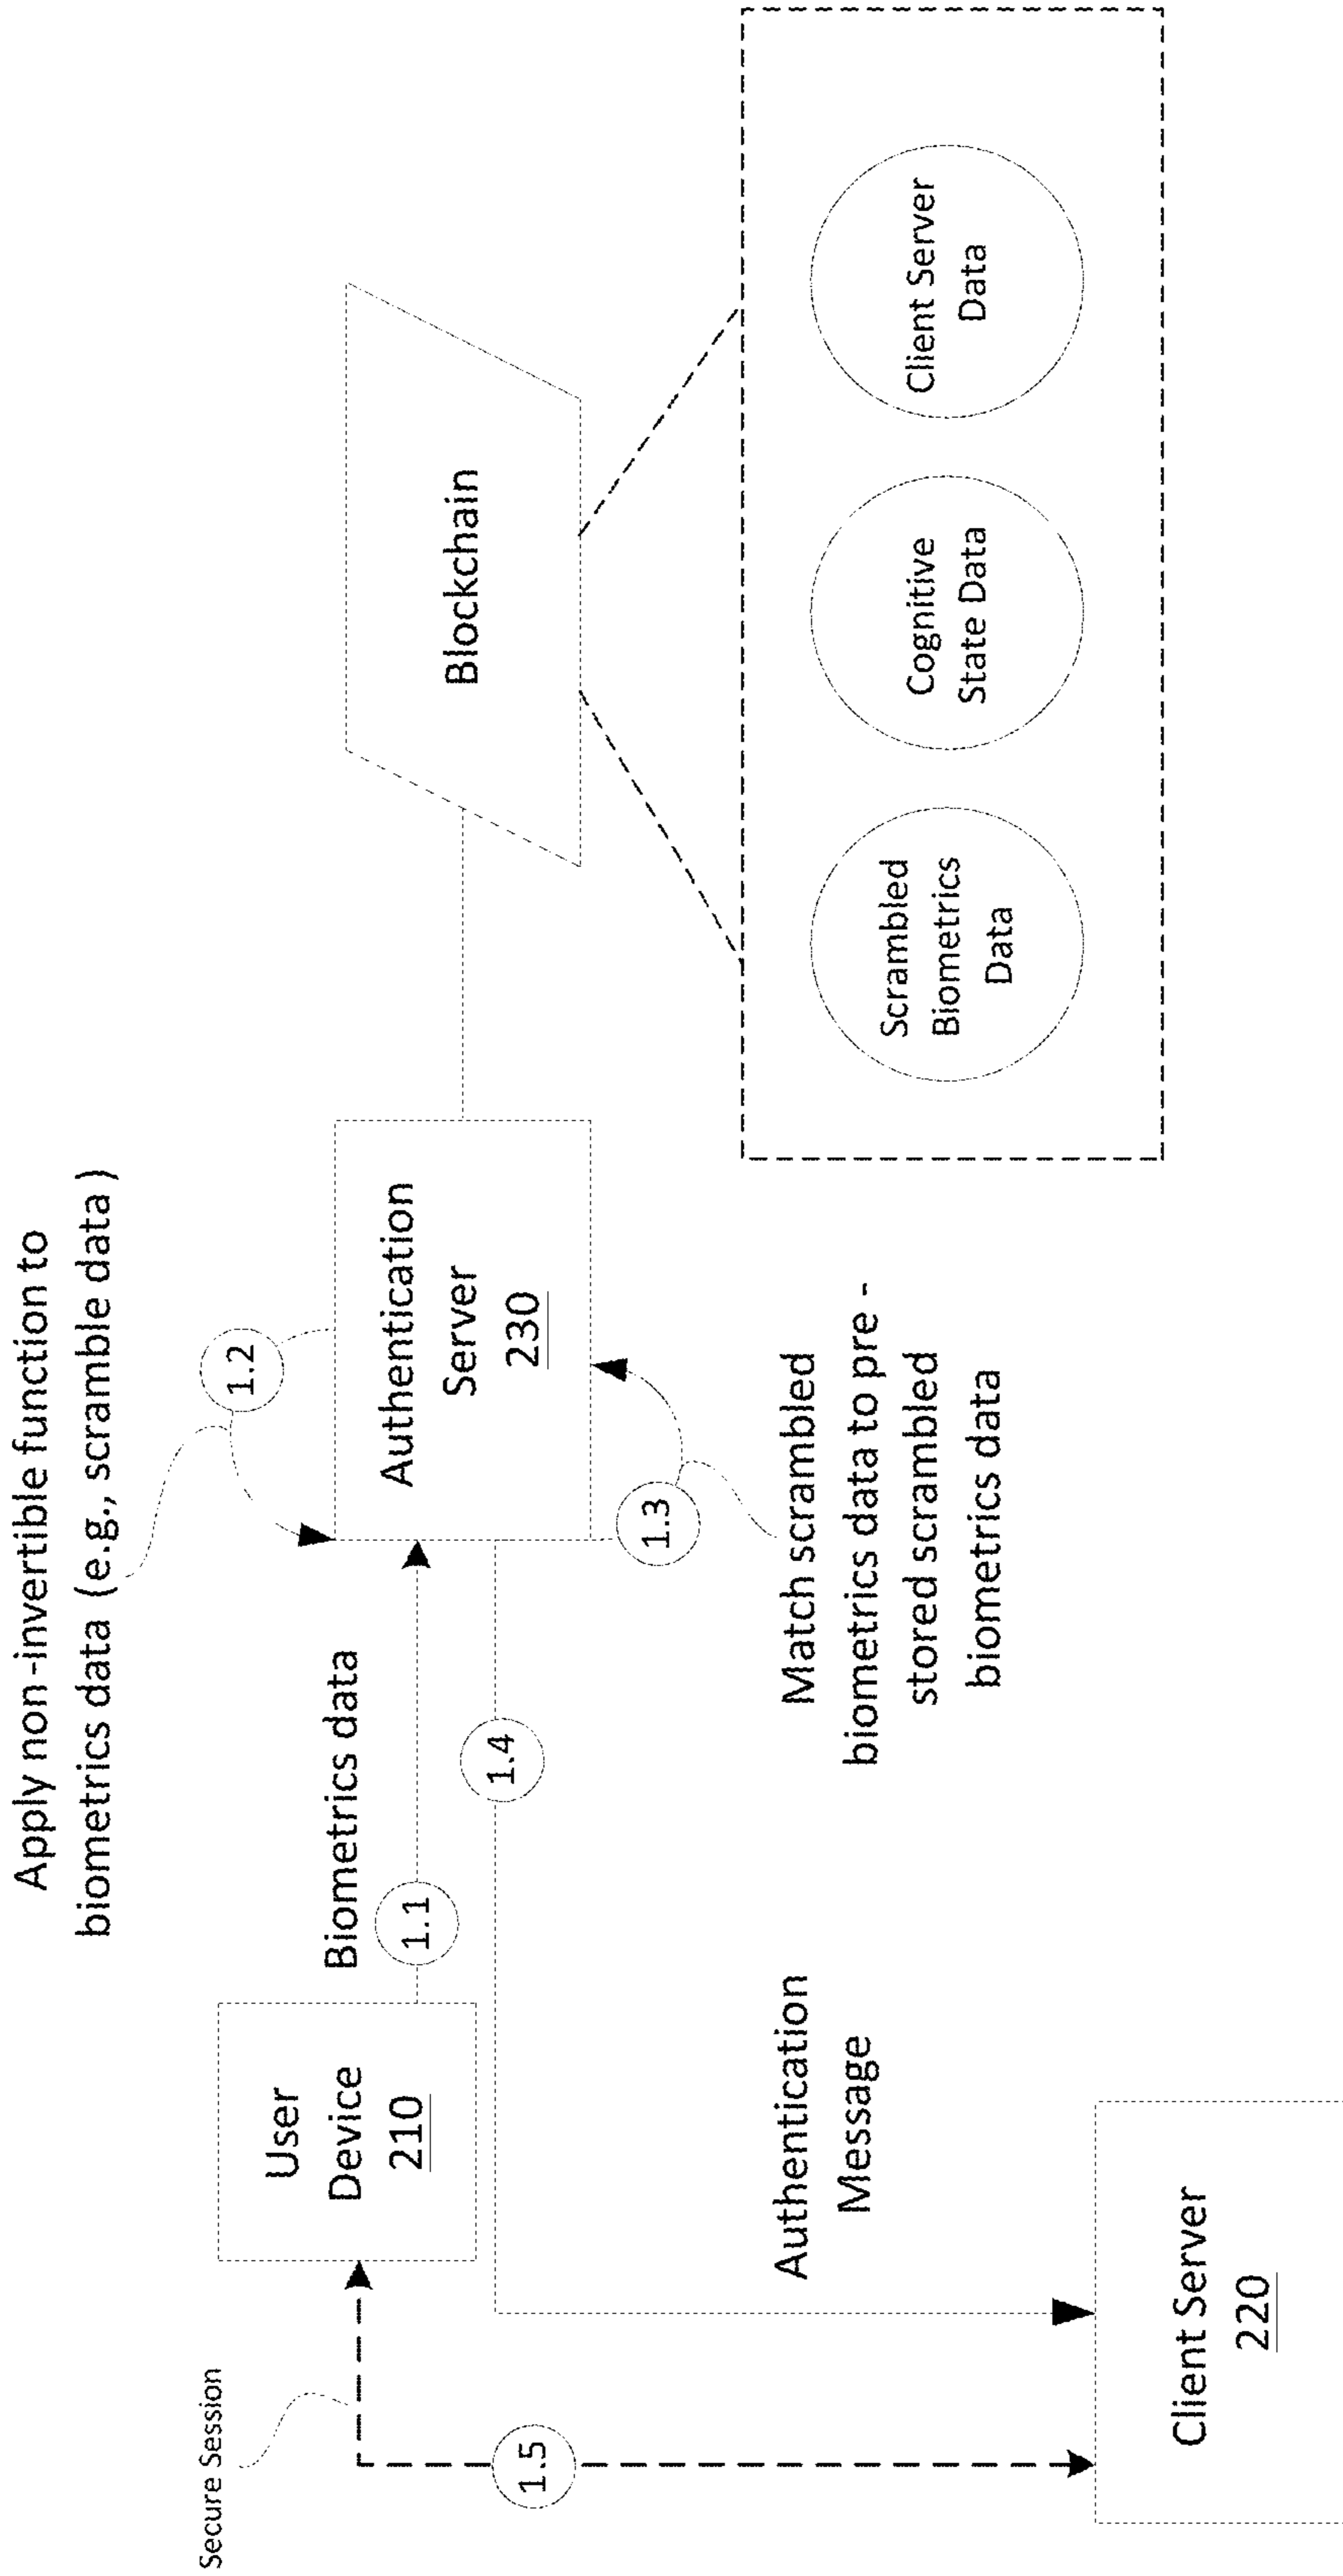 Apply non-invertible function to
biometrics data (e.g., scramble data)
Secure Session
User
Device
210
Biometrics data
1.1
1.2
Authentication
Server
230
Blockchain
1.4
1.3
1.5
Authentication
Message
Match scrambled
biometrics data to pre-
stored scrambled
biometrics data
Scrambled
Biometrics
Data
Cognitive
State Data
Client Server
Data
Client Server
220